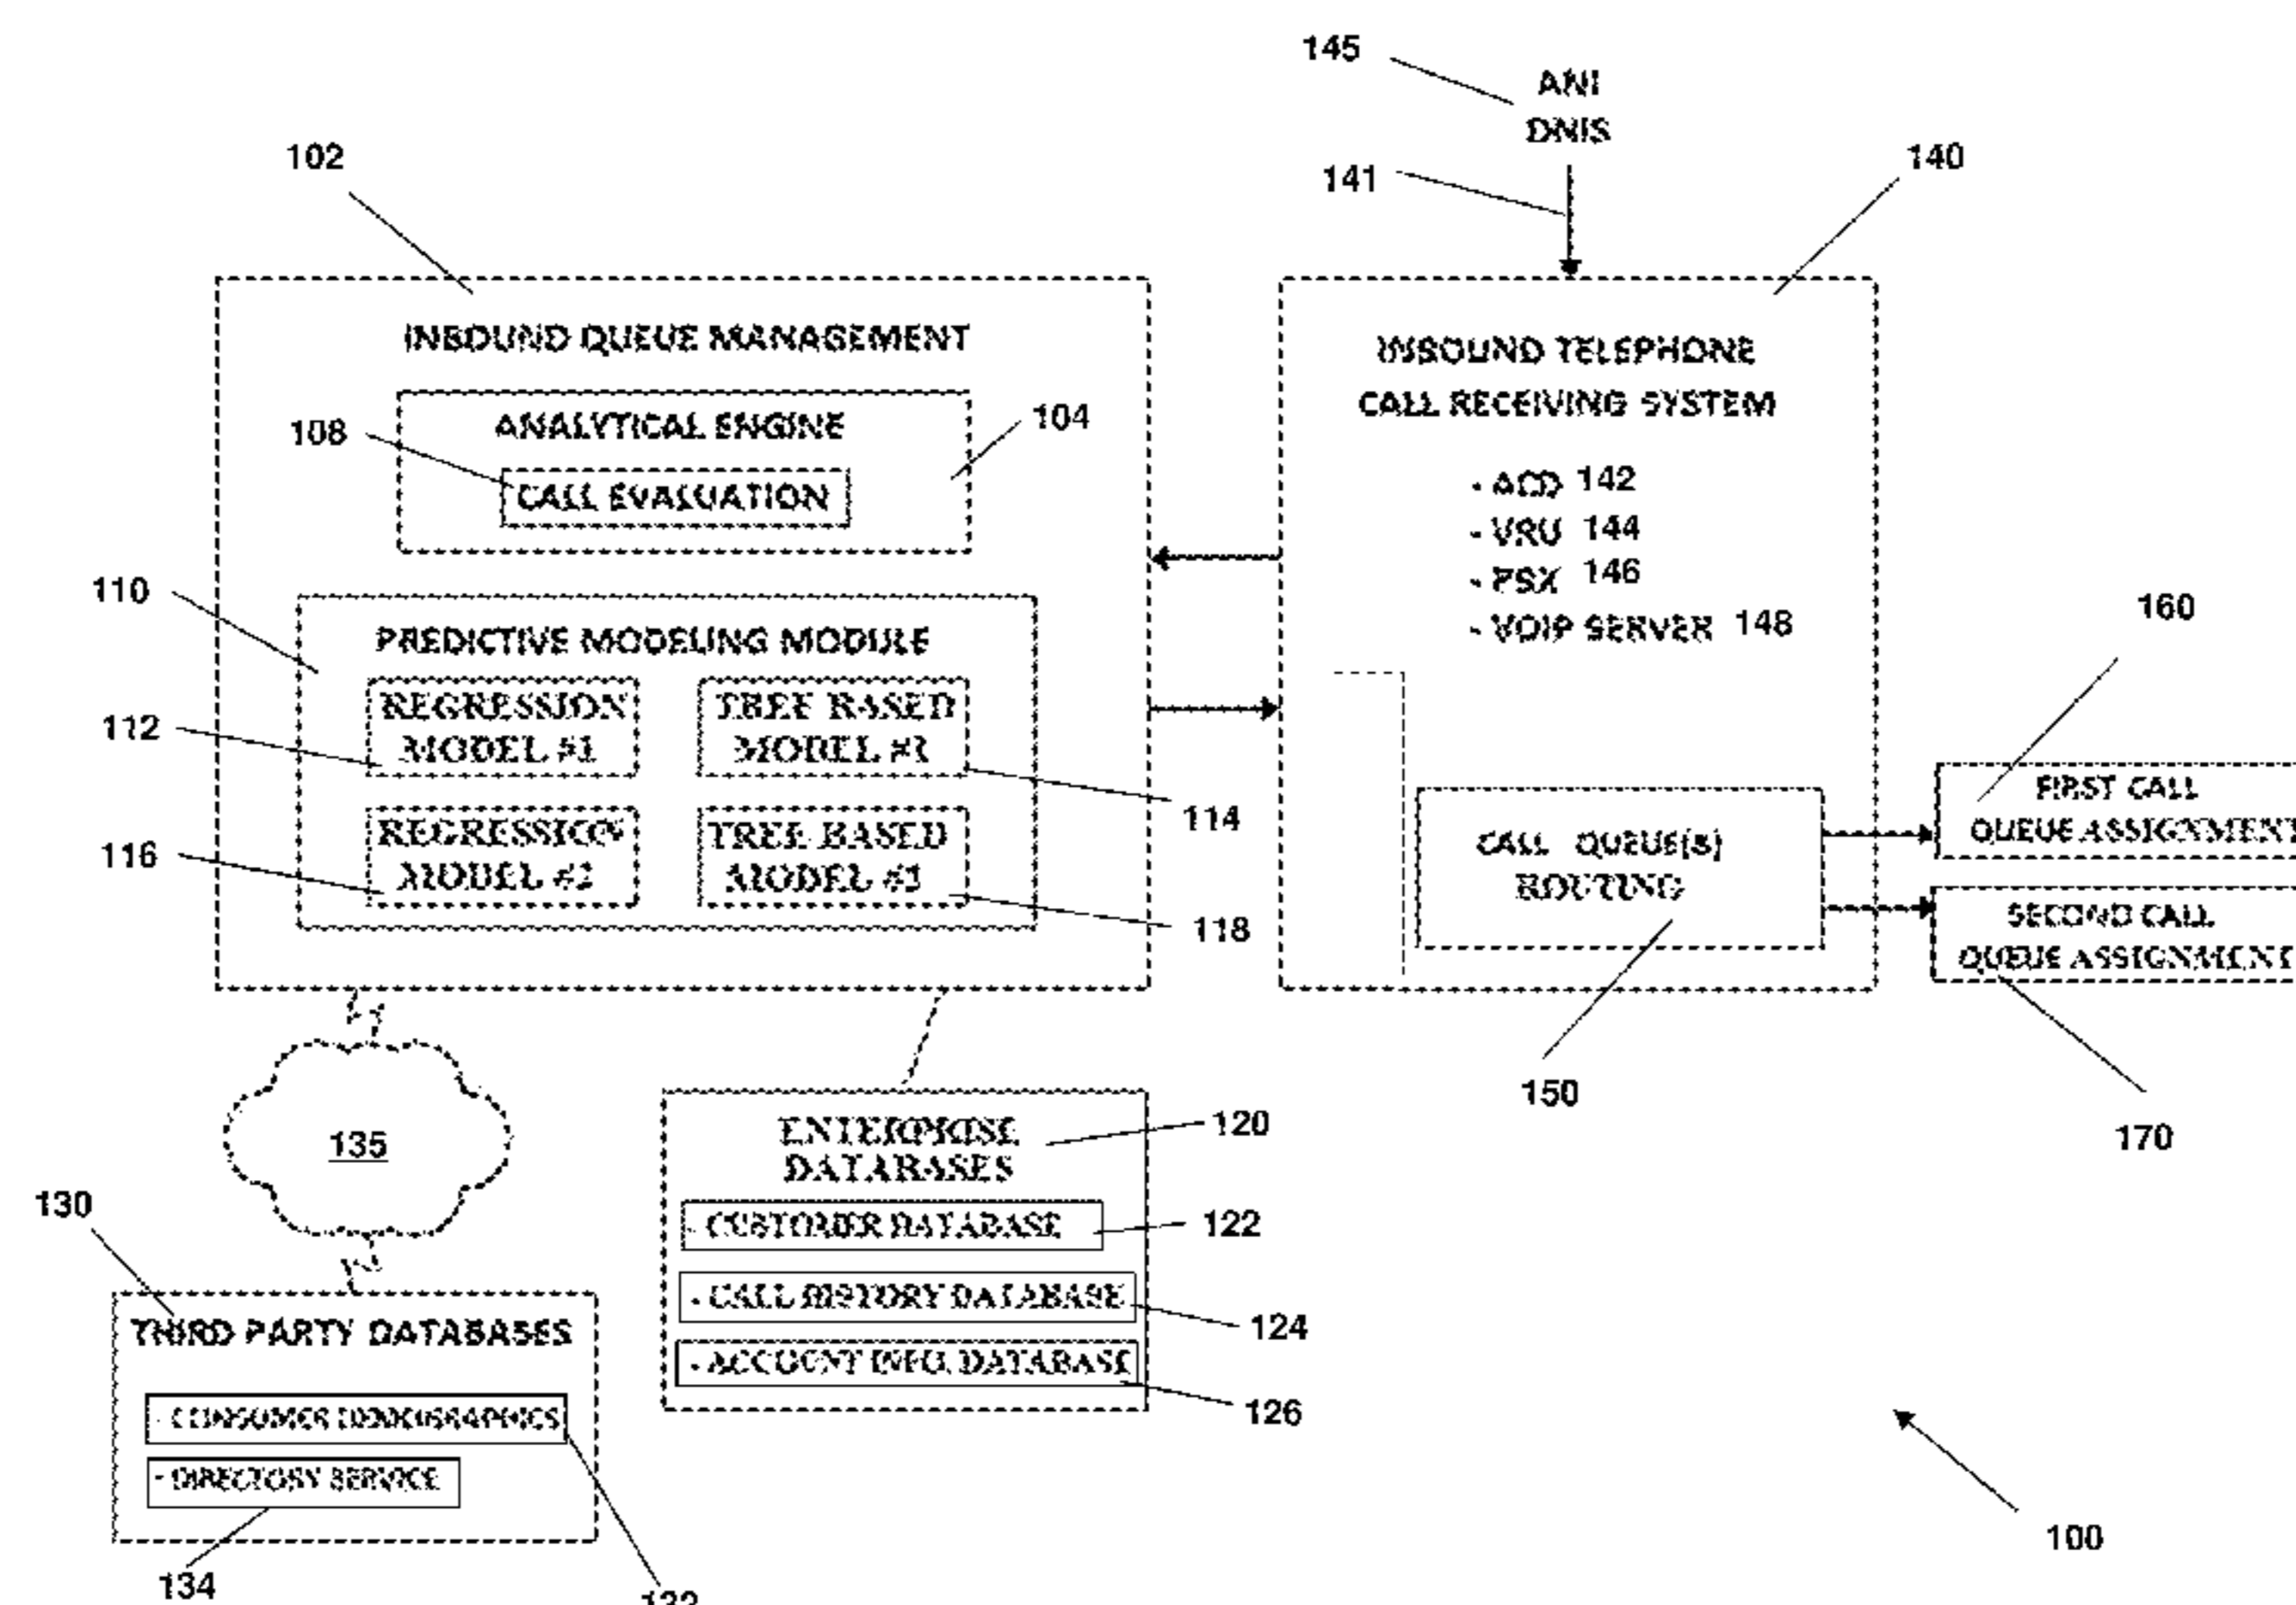 145
ANI
DNIS
102
141
140
INBOUND QUEUE MANAGEMENT
INBOUND TELEPHONE
CALL RECEIVING SYSTEM
ANALYTICAL ENGINE
108
104
CALL EVALUATION
- ACD 142
- VRU 144
- PBX 146
- VOIP SERVER 148
110
160
PREDICTIVE MODELING MODULE
REGRESSION
MODEL #1
TREE BASED
MODEL
112
114
REGRESSION
MODEL #2
TREE BASED
MODEL
116
118
CALL QUEUE(S)
ROUTING
FIRST CALL
QUEUE ASSIGNMENT
SECOND CALL
QUEUE ASSIGNMENT
150
170
135
130
ENTERPRISE
DATABASES
120
- CUSTOMER DATABASE
122
- CALL HISTORY DATABASE
124
- ACCOUNT INFO. DATABASE
126
THIRD PARTY DATABASES
- CONSUMER DEMOGRAPHICS
- DIRECTORY SERVICE
134
100